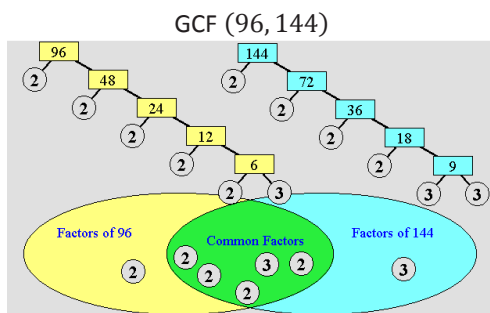 GCF (96, 144)
96 144
2 48 2 72
2 24 2 36
2 12 2 18
2 6 2 9
2 3 3 3
Factors of 96 Common Factors Factors of 144
2 2 2 3 2 2 3